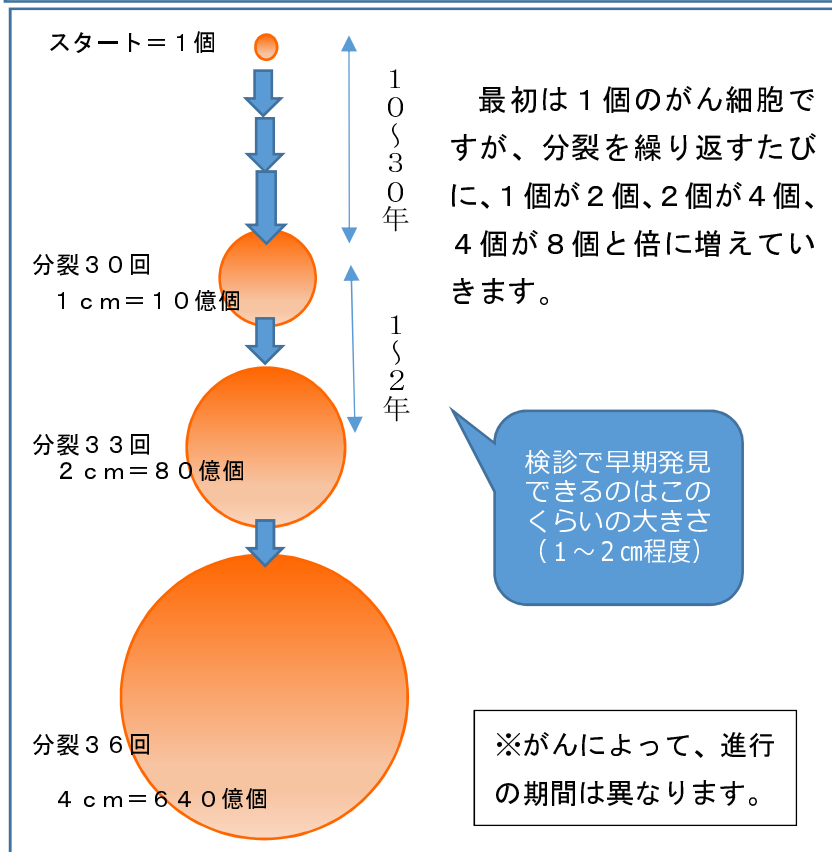 スタート＝１個
１０～３０年
最初は１個のがん細胞で
すが、分裂を繰り返すたび
に、１個が２個、２個が４個、
４個が８個と倍に増えてい
きます。
分裂３０回
１ｃｍ＝１０億個
１～２年
分裂３３回
２ｃｍ＝８０億個
検診で早期発見
できるのはこの
くらいの大きさ
（１～２㎝程度）
分裂３６回
４ｃｍ＝６４０億個
※がんによって、進行
の期間は異なります。